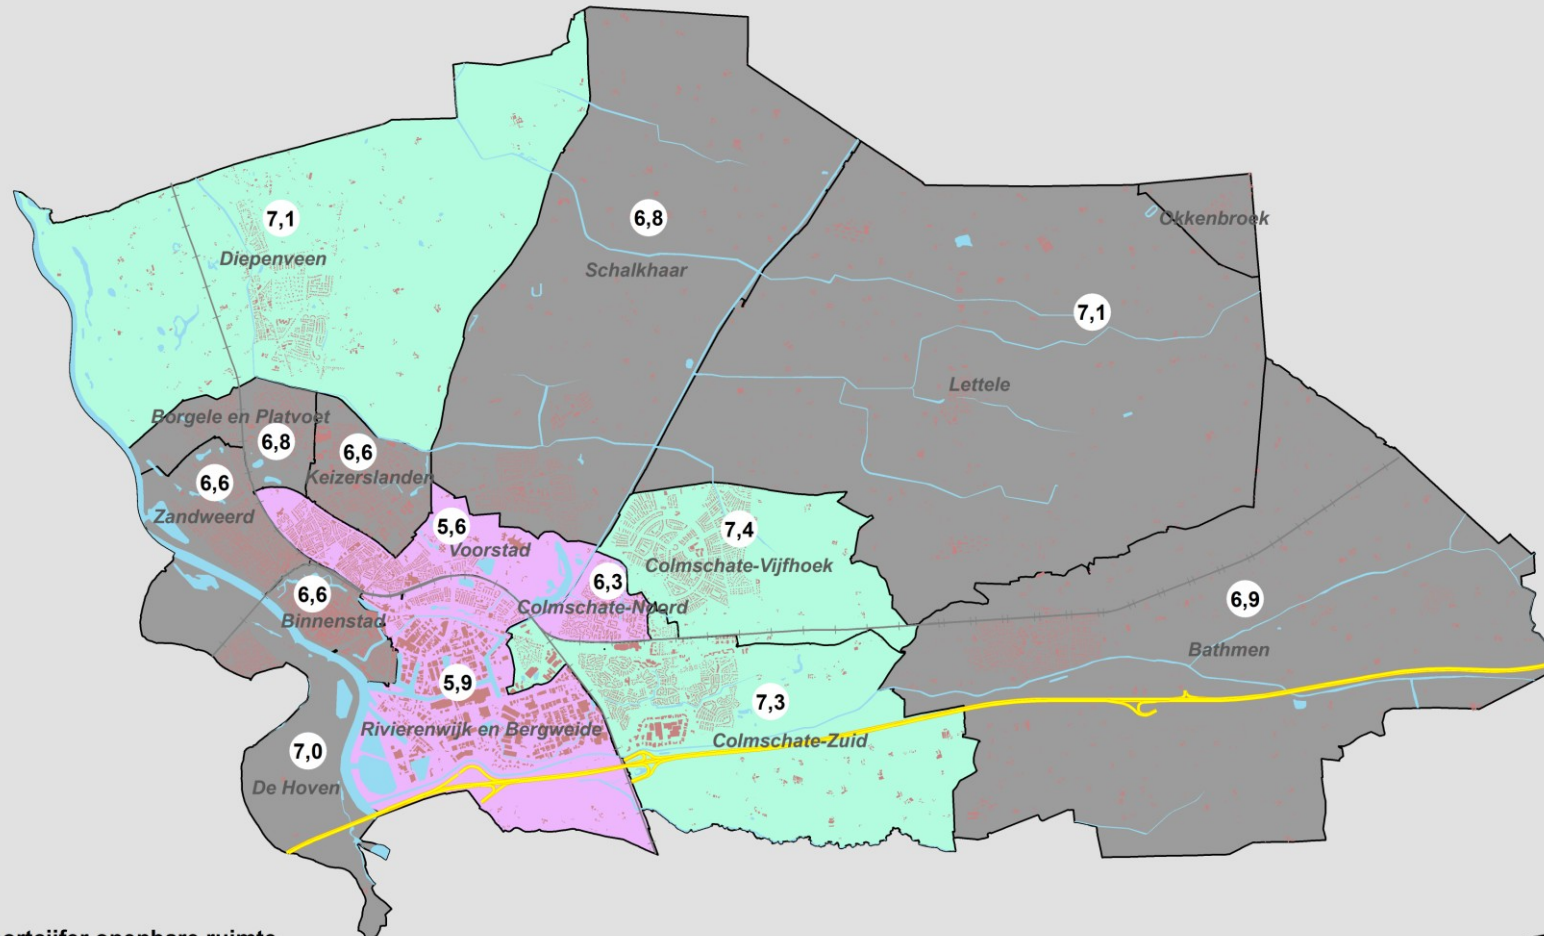 7,1
Diepenveen
6,8
Schalkhaar
Okkenbroek
7,1
Lettele
Borgele en Platvoet
6,8
6,6
Keizerslanden
6,6
Zandweerd
5,6
Voorstad
7,4
Colmschate-Vijfhoek
6,3
Colmschate-Noord
6,6
Binnenstad
6,9
Bathmen
5,9
Rivierenwijk en Bergweide
7,3
Colmschate-Zuid
7,0
De Hoven
openbare ruimte